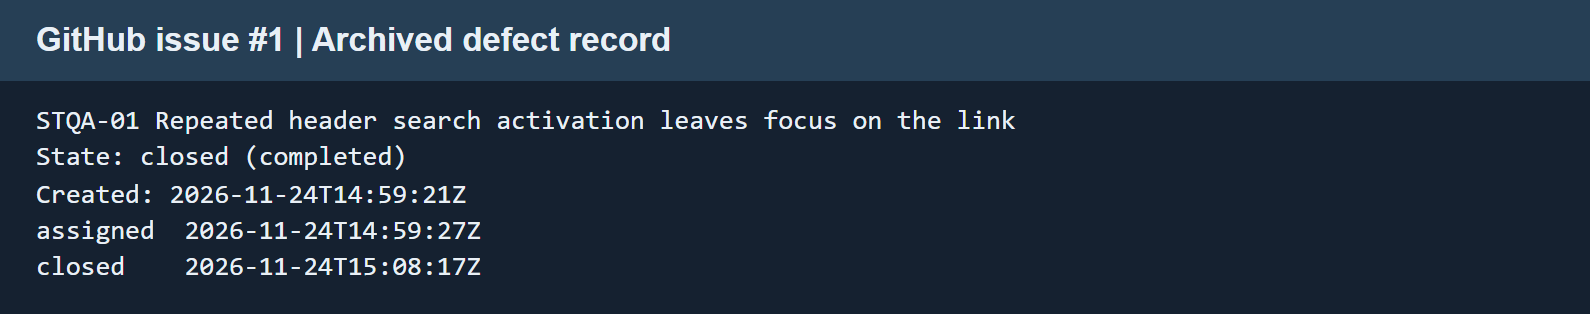 GitHub issue #1 | Archived defect record
STQA-01 Repeated header search activation leaves focus on the link
State: closed (completed)
Created: 2026-11-24T14:59:21Z
assigned  2026-11-24T14:59:27Z
closed    2026-11-24T15:08:17Z